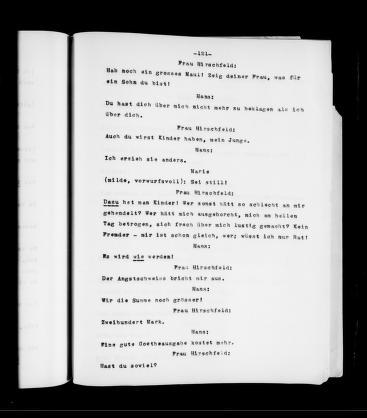 -121-
Frau Hirschfeld:
Hab noch ein grosses Maul! Zeig deiner Frau, was für
ein Sohn du bist!
Hans:
Du hast dich über mich nicht mehr zu beklagen als ich
über dich.
Frau Hirschfeld:
Auch du wirst Kinder haben, mein Junge.
Hans:
Ich erzieh sie anders.
Marie
(milde, vorwurfsvoll): Sei still!
Frau Hirschfeld:
Dazu hat man Kinder! Wer sonst hätt so schlecht an mir
gehandelt? Wer hätt mich ausgehorcht, mich am hellen
Tag betrogen, sich frech über mich lustig gemacht? Kein
Fremder - mir ist schon gleich, wer; wüsst ich nur Rat!
Hans:
Es wird wie werden!
Frau Hirschfeld:
Der Angstschweiss bricht mir aus.
Hans:
Wir die Summe noch grösser!
Frau Hirschfeld:
Zweihundert Mark.
Hans:
Eine gute Goetheausgabe kostet mehr.
Frau Hirschfeld:
Hast du soviel?